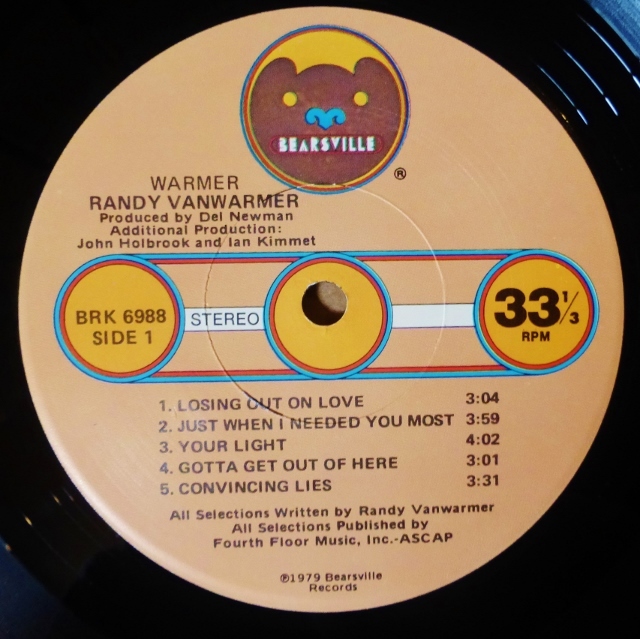 BEARSVILLE
®
WARMER
RANDY VANWARMER
Produced by Del Newman
Additional Production:
John Holbrook and Ian Kimmet
BRK 6988
SIDE 1
STEREO
33 1/3
RPM
1. LOSING OUT ON LOVE 3:04
2. JUST WHEN I NEEDED YOU MOST 3:59
3. YOUR LIGHT 4:02
4. GOTTA GET OUT OF HERE 3:01
5. CONVINCING LIES 3:31
All Selections Written by Randy Vanwarmer
All Selections Published by
Fourth Floor Music, Inc.-ASCAP
℗1979 Bearsville
Records